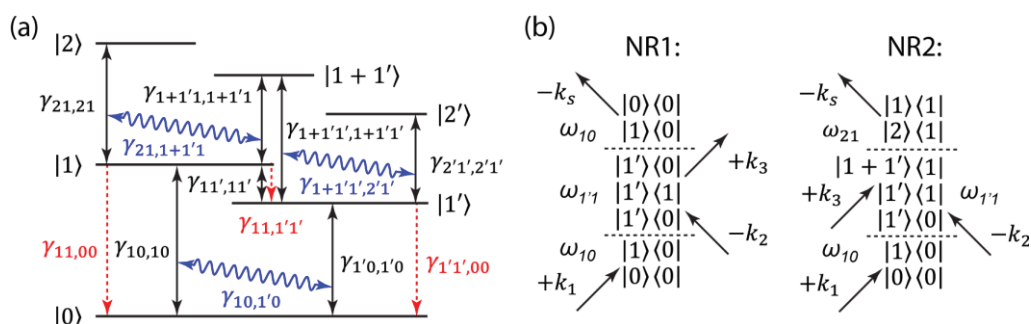 (a)
|2⟩
|1 + 1'⟩
|2'⟩
γ21,21
γ1+1'1,1+1'1
γ21,1+1'1
γ1+1'1',1+1'1'
γ2'1',2'1'
γ1+1'1',2'1'
|1⟩
γ11',11'
|1'⟩
γ11,1'1'
γ11,00
γ10,10
γ1'0,1'0
γ1'1',00
γ10,1'0
|0⟩
(b)
NR1:
−ks
|0⟩⟨0|
ω10
|1⟩⟨0|
|1'⟩⟨0|
+k3
ω1'1
|1'⟩⟨1|
|1'⟩⟨0|
−k2
ω10
|1⟩⟨0|
+k1
|0⟩⟨0|
NR2:
−ks
|1⟩⟨1|
ω21
|2⟩⟨1|
|1 + 1'⟩⟨1|
+k3
|1'⟩⟨1|
ω1'1
|1'⟩⟨0|
−k2
ω10
|1⟩⟨0|
+k1
|0⟩⟨0|